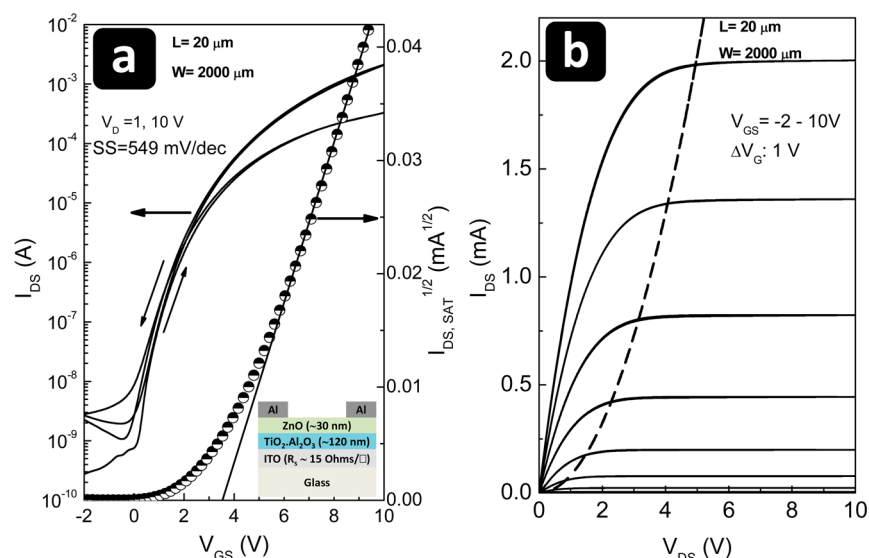 a
L= 20 μm
W= 2000 μm
V_D =1, 10 V
SS=549 mV/dec
10^-2
10^-3
10^-4
10^-5
10^-6
10^-7
10^-8
10^-9
10^-10
I_DS (A)
-2 0 2 4 6 8 10
V_GS (V)
0.04
0.03
0.02
0.01
0.00
I_DS, SAT^1/2 (mA^1/2)
Al Al
ZnO (~30 nm)
TiO_2.Al_2O_3 (~120 nm)
ITO (R_s ~ 15 Ohms/□)
Glass
b
L= 20 μm
W= 2000 μm
V_GS= -2 - 10V
ΔV_G: 1 V
2.0
1.5
1.0
0.5
0.0
I_DS (mA)
0 2 4 6 8 10
V_DS (V)